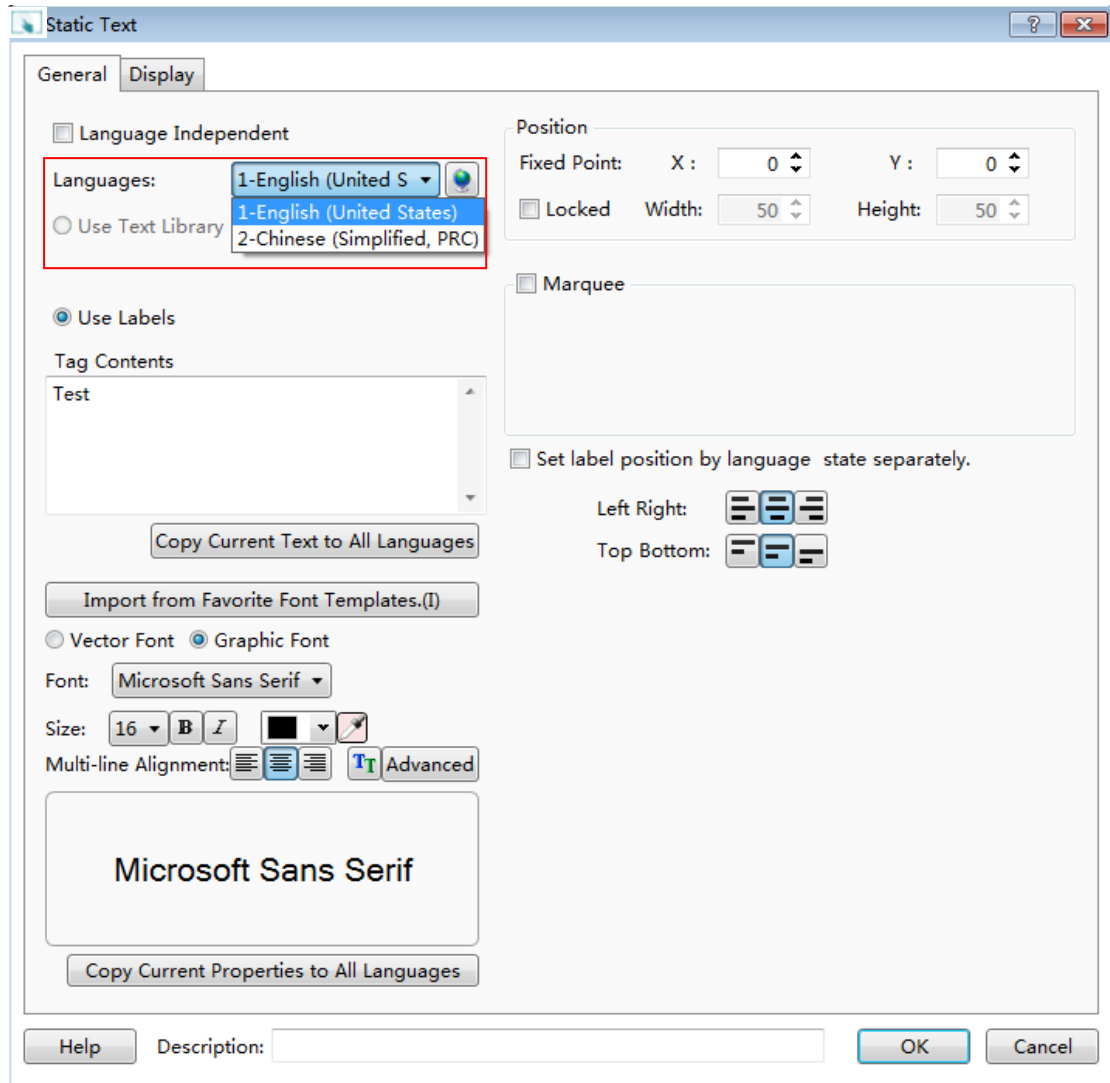 Static Text
General Display
Language Independent
Languages: 1-English (United S
1-English (United States)
Use Text Library
2-Chinese (Simplified, PRC)
Use Labels
Tag Contents
Test
Copy Current Text to All Languages
Import from Favorite Font Templates.(I)
Vector Font Graphic Font
Font: Microsoft Sans Serif
Size: 16 B I
Multi-line Alignment: TT Advanced
Microsoft Sans Serif
Copy Current Properties to All Languages
Position
Fixed Point: X : 0 Y : 0
Locked Width: 50 Height: 50
Marquee
Set label position by language state separately.
Left Right:
Top Bottom:
Help Description: OK Cancel